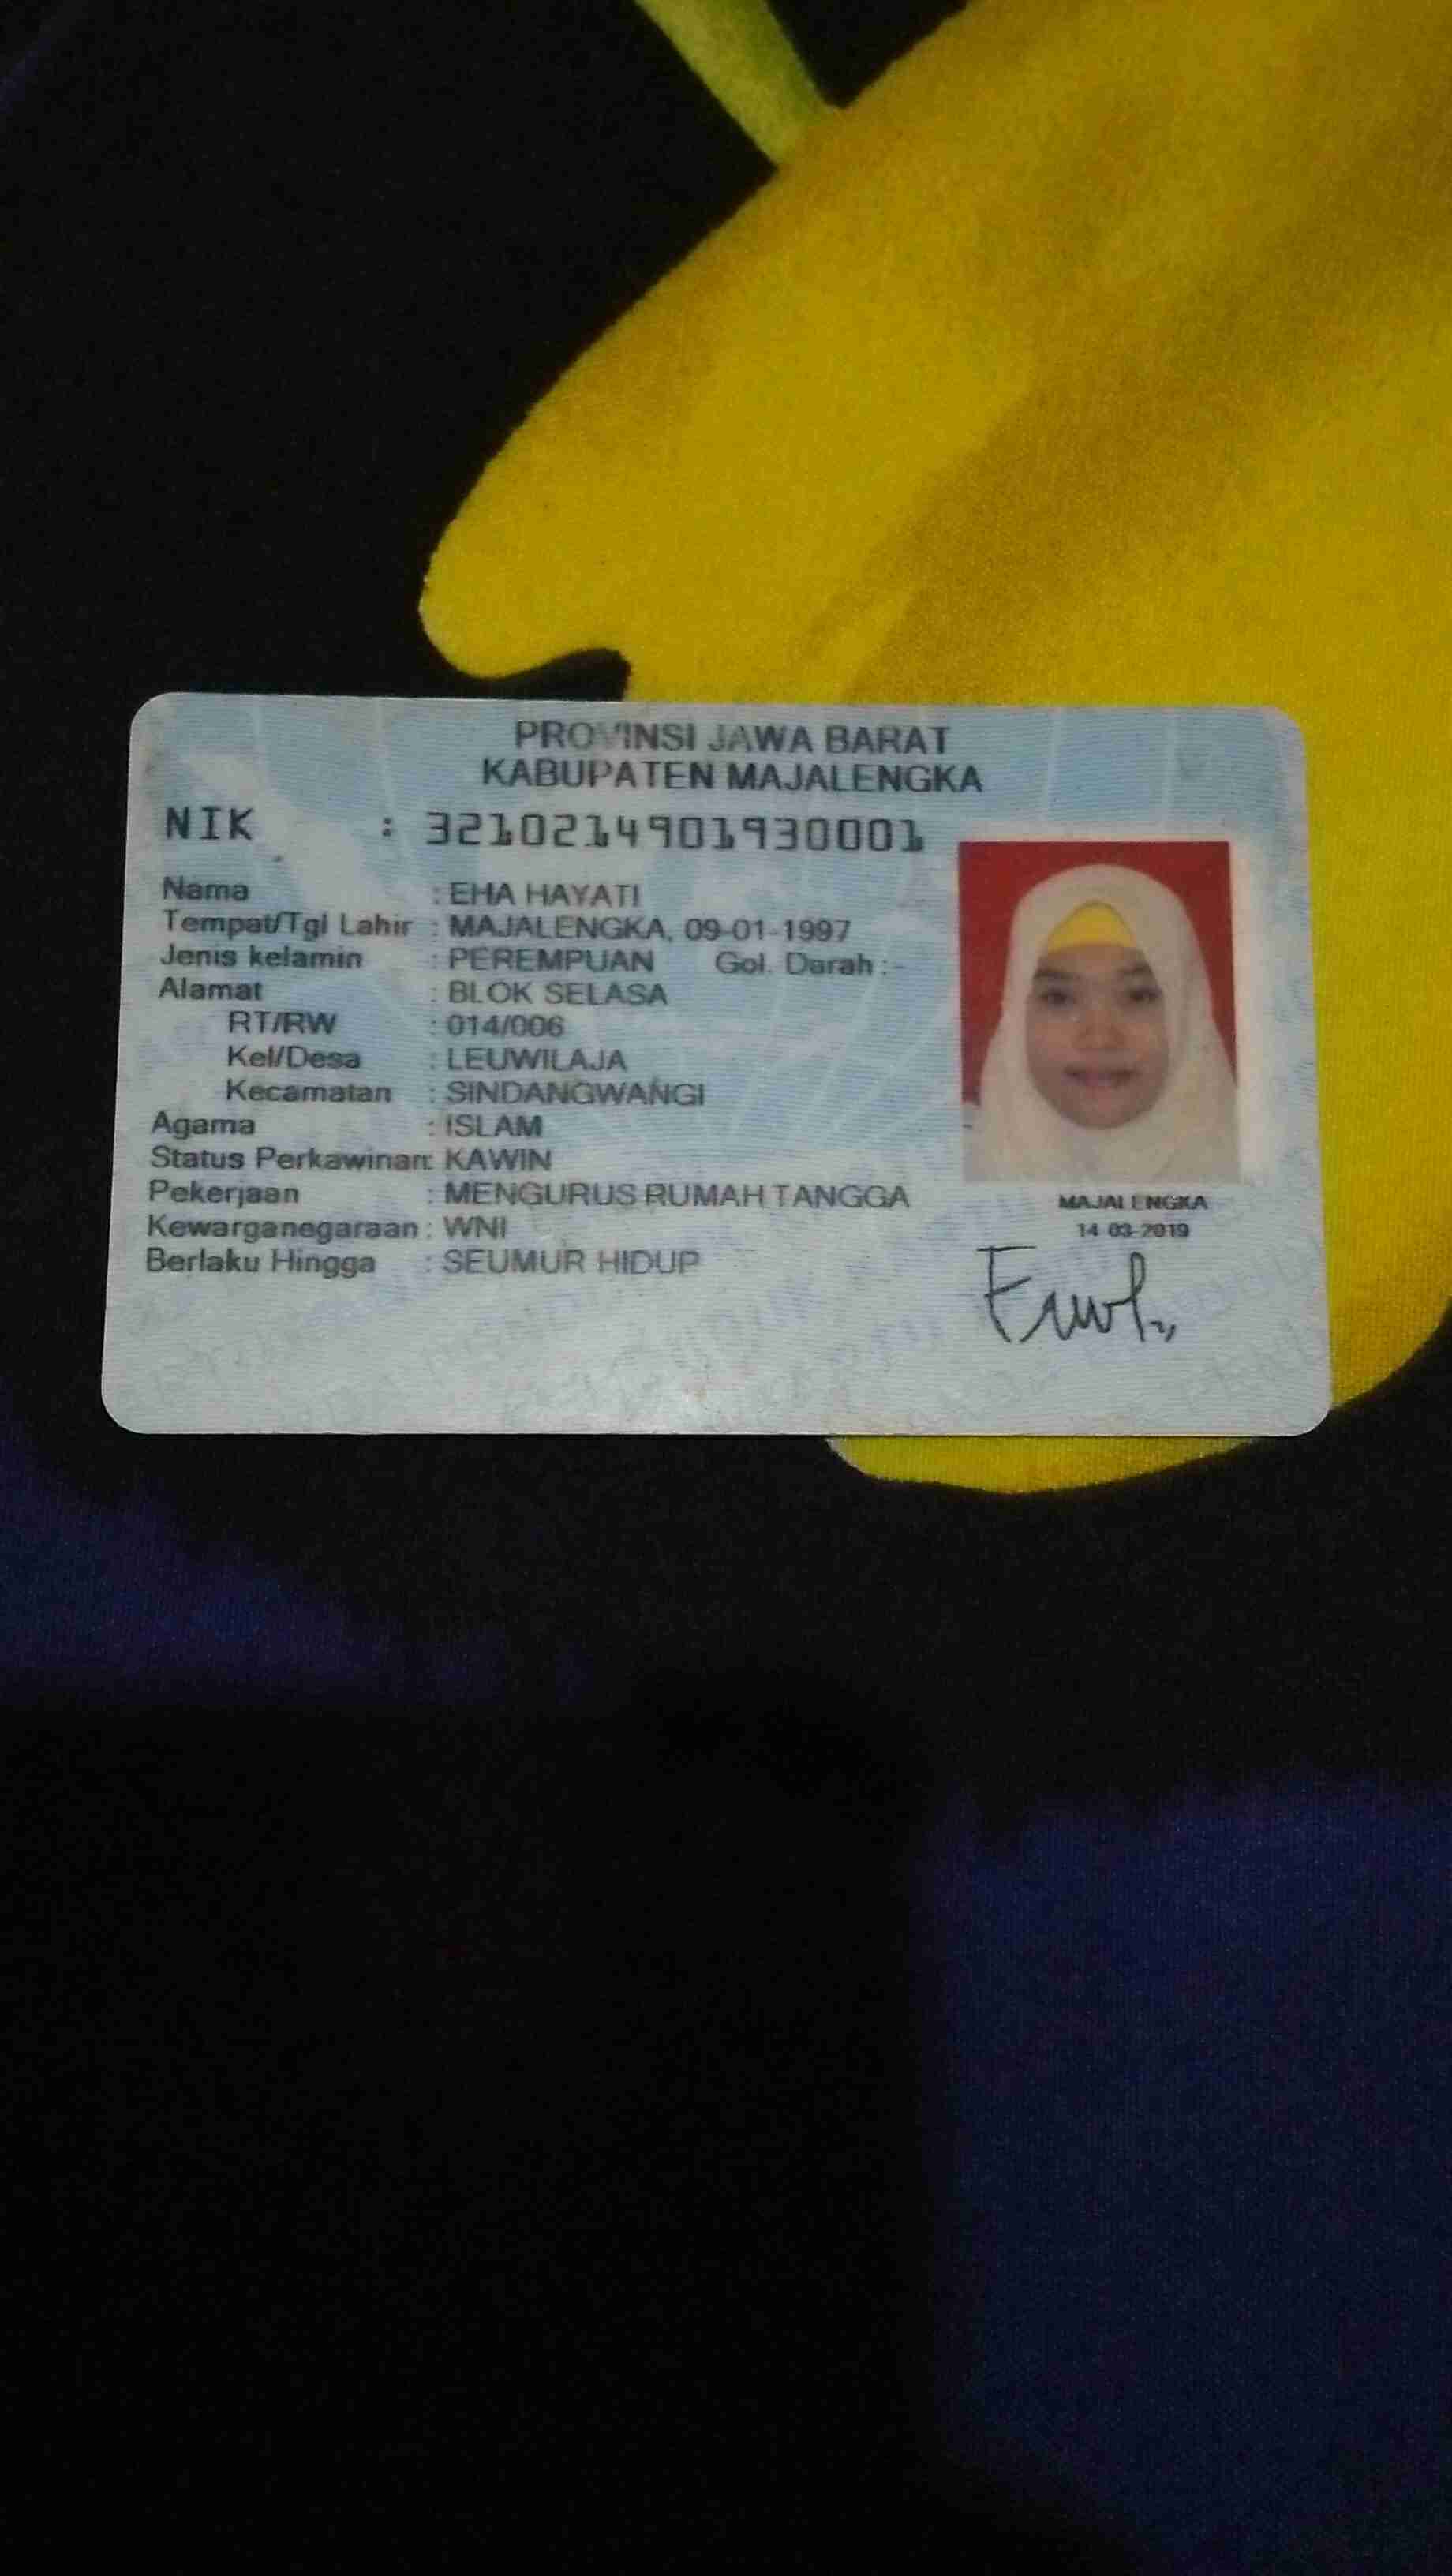 PROVINSI JAWA BARAT
KABUPATEN MAJALENGKA
NIK : 3210214901930001
Nama : EHA HAYATI
Tempat/Tgl Lahir : MAJALENGKA, 09-01-1997
Jenis kelamin : PEREMPUAN Gol. Darah : -
Alamat : BLOK SELASA
RT/RW : 014/006
Kel/Desa : LEUWILAJA
Kecamatan : SINDANGWANGI
Agama : ISLAM
Status Perkawinan: KAWIN
Pekerjaan : MENGURUS RUMAH TANGGA
Kewarganegaraan : WNI
Berlaku Hingga : SEUMUR HIDUP
MAJALENGKA
14-03-2019